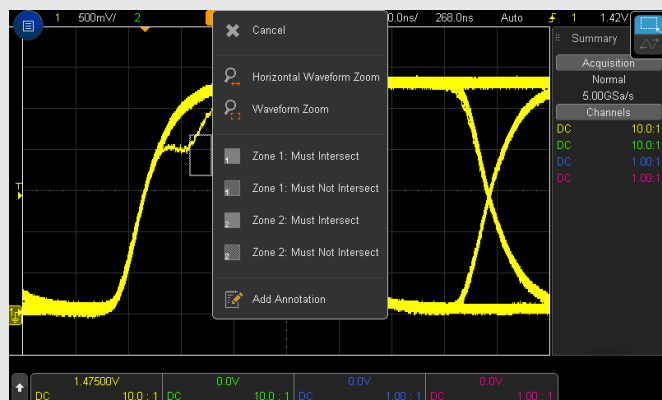 1 500mV/ 2 0.0ns/ 268.0ns Auto 1 1.42V
Summary
Cancel
Acquisition
Normal
5.00GSa/s
Horizontal Waveform Zoom
Waveform Zoom
Channels
DC 10.0:1
DC 10.0:1
DC 1.00:1
DC 1.00:1
Zone 1: Must Intersect
Zone 1: Must Not Intersect
Zone 2: Must Intersect
Zone 2: Must Not Intersect
Add Annotation
T
1
1.47500V 0.0V 0.0V 0.0V
DC 10.0:1 DC 10.0:1 DC 1.00:1 DC 1.00:1